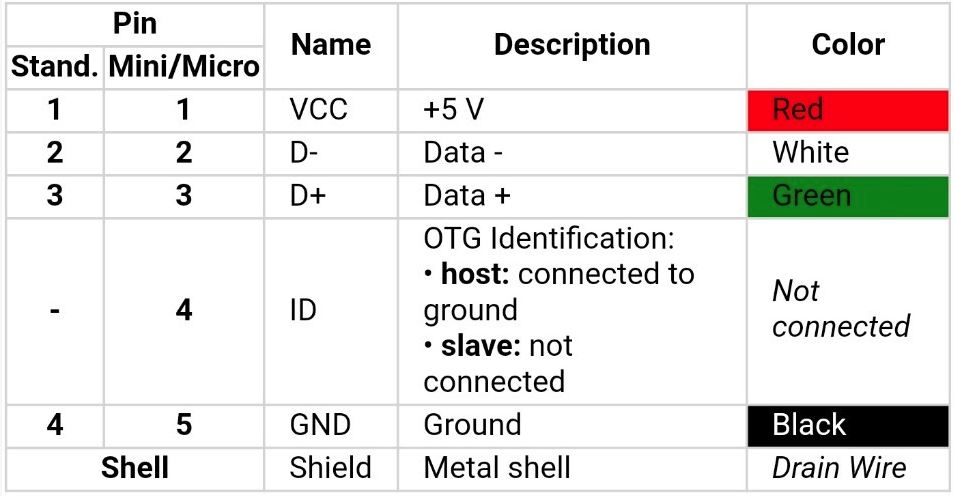 Pin Name Description Color
Stand. Mini/Micro
1 1 VCC +5 V Red
2 2 D- Data - White
3 3 D+ Data + Green
- 4 ID OTG Identification:
• host: connected to
ground
• slave: not
connected
Not
connected
4 5 GND Ground Black
Shell Shield Metal shell Drain Wire